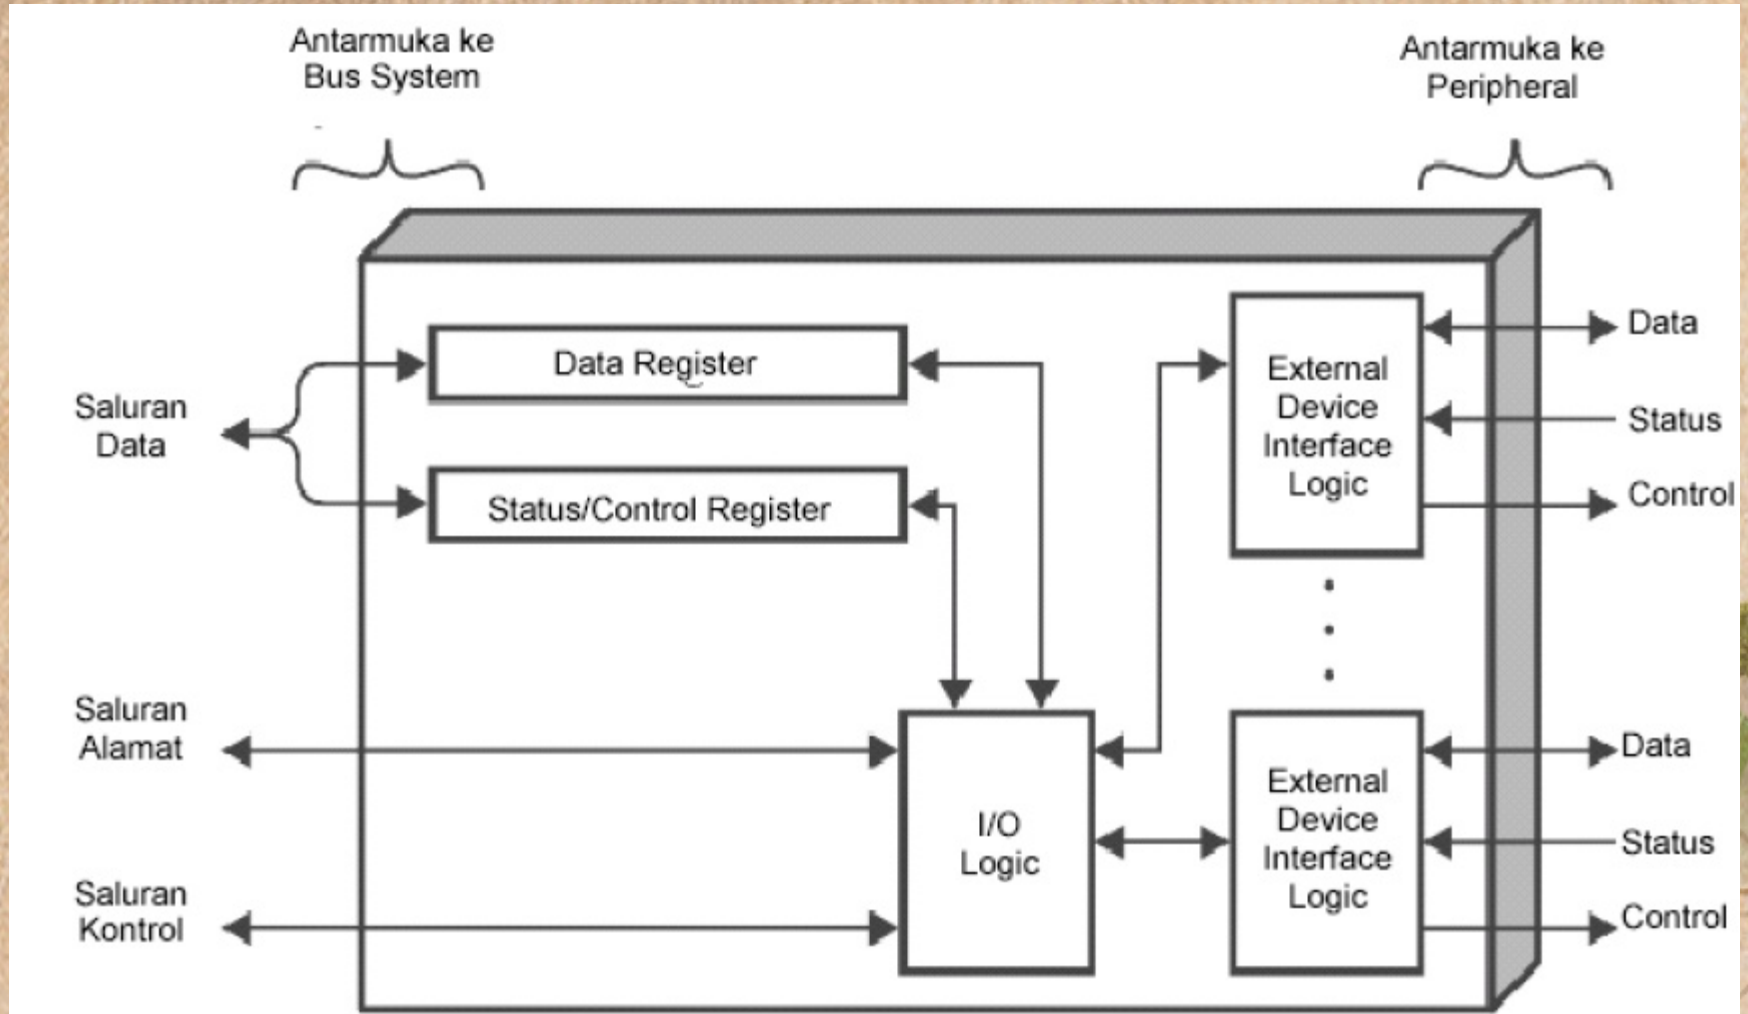 Antarmuka ke
Bus System
Antarmuka ke
Peripheral
Saluran
Data
Data Register
Status/Control Register
External
Device
Interface
Logic
Data
Status
Control
Saluran
Alamat
Saluran
Kontrol
I/O
Logic
External
Device
Interface
Logic
Data
Status
Control